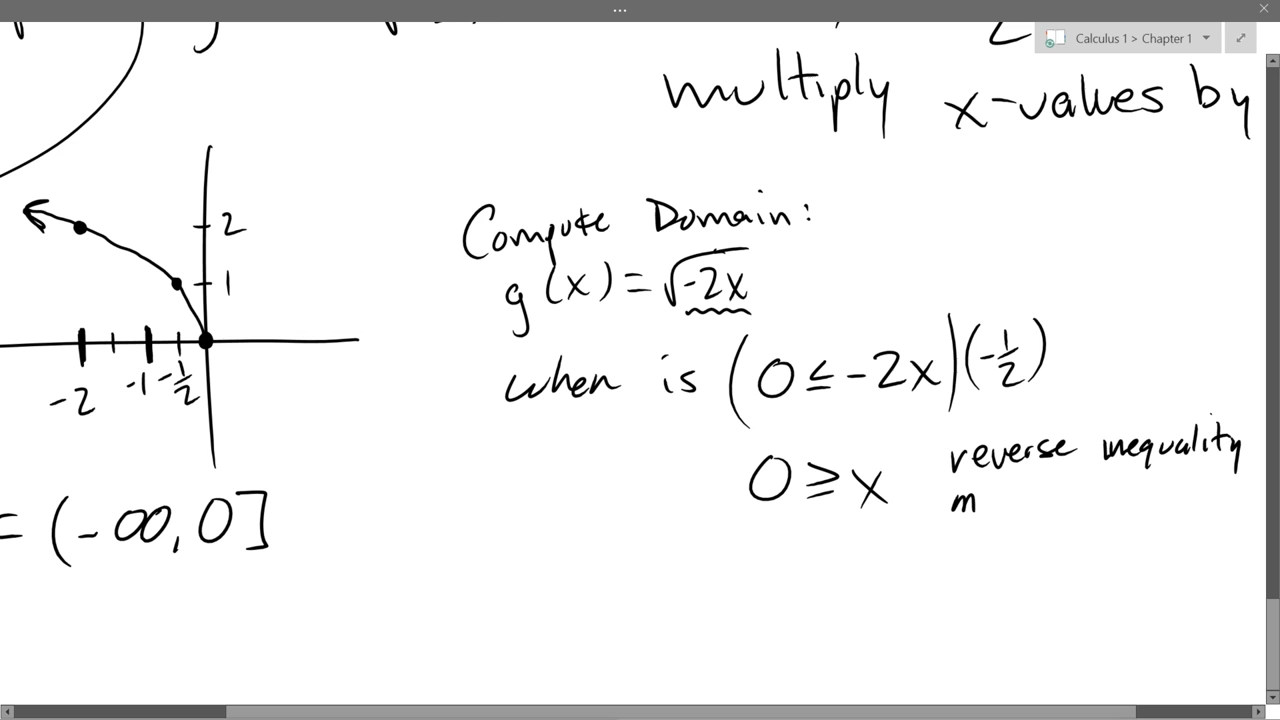 Calculus 1 > Chapter 1
multiply x-values by
2
1
-2 -1 -1/2
= (-∞, 0]
Compute Domain:
g(x) = √-2x
when is (0 ≤ -2x)(-1/2)
0 ≥ x
reverse inequality
m